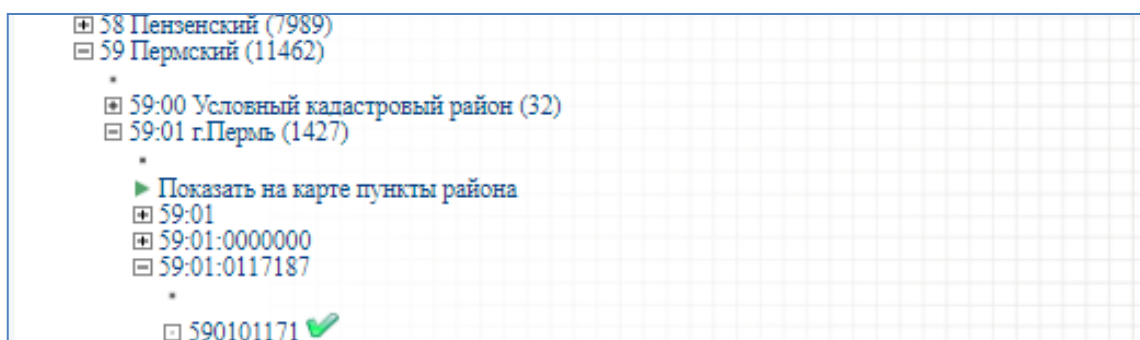 58 Пензенский (7989)
59 Пермский (11462)
59:00 Условный кадастровый район (32)
59:01 г.Пермь (1427)
Показать на карте пункты района
59:01
59:01:0000000
59:01:0117187
590101171